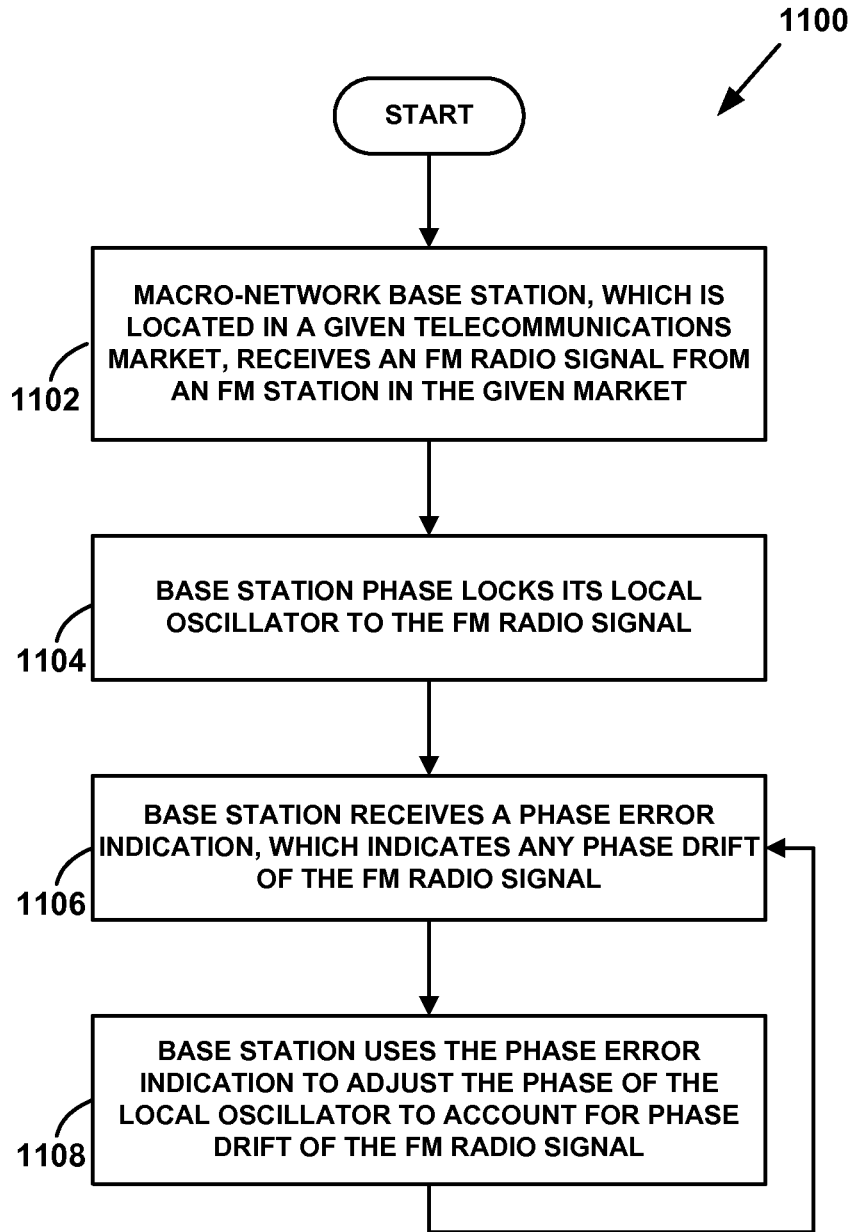 1100
START
MACRO-NETWORK BASE STATION, WHICH IS
LOCATED IN A GIVEN TELECOMMUNICATIONS
MARKET, RECEIVES AN FM RADIO SIGNAL FROM
AN FM STATION IN THE GIVEN MARKET
1102
BASE STATION PHASE LOCKS ITS LOCAL
OSCILLATOR TO THE FM RADIO SIGNAL
1104
BASE STATION RECEIVES A PHASE ERROR
INDICATION, WHICH INDICATES ANY PHASE DRIFT
OF THE FM RADIO SIGNAL
1106
BASE STATION USES THE PHASE ERROR
INDICATION TO ADJUST THE PHASE OF THE
LOCAL OSCILLATOR TO ACCOUNT FOR PHASE
DRIFT OF THE FM RADIO SIGNAL
1108